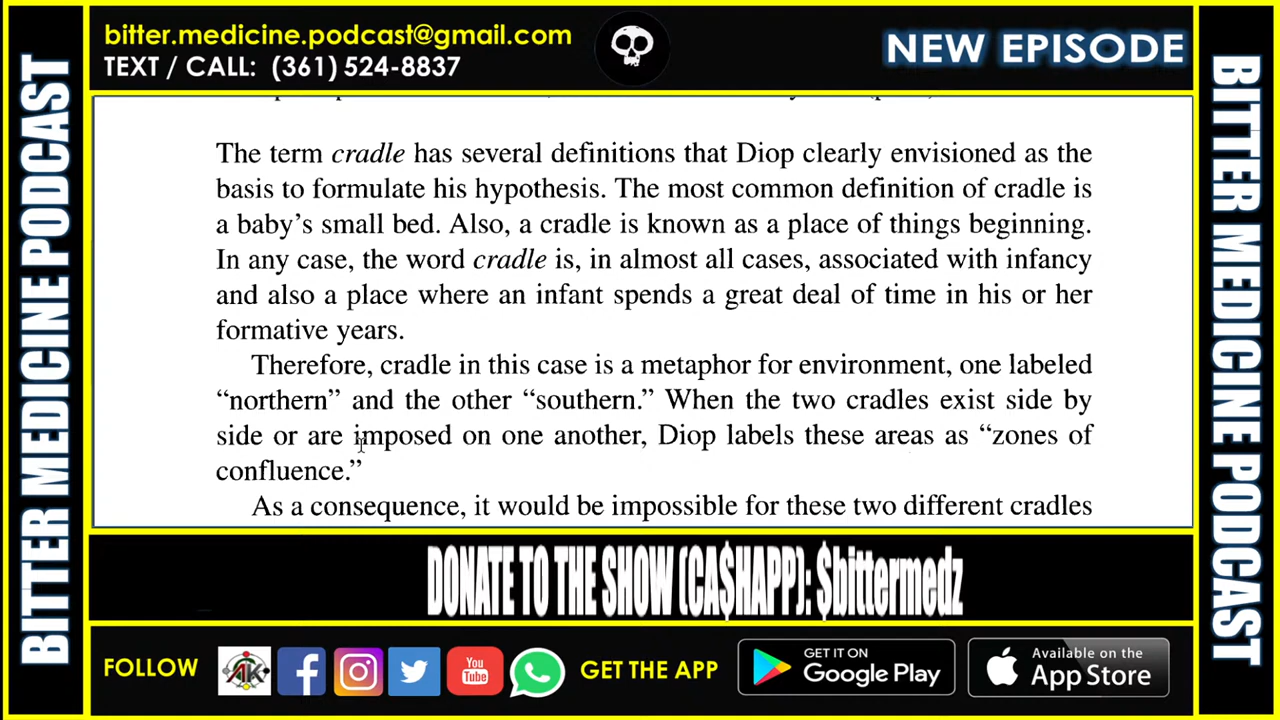 bitter.medicine.podcast@gmail.com
TEXT / CALL: (361) 524-8837
NEW EPISODE
BITTER MEDICINE PODCAST
The term cradle has several definitions that Diop clearly envisioned as the
basis to formulate his hypothesis. The most common definition of cradle is
a baby's small bed. Also, a cradle is known as a place of things beginning.
In any case, the word cradle is, in almost all cases, associated with infancy
and also a place where an infant spends a great deal of time in his or her
formative years.
Therefore, cradle in this case is a metaphor for environment, one labeled
“northern” and the other “southern.” When the two cradles exist side by
side or are imposed on one another, Diop labels these areas as “zones of
confluence.”
As a consequence, it would be impossible for these two different cradles
BITTER MEDICINE PODCAST
DONATE TO THE SHOW (CA$HAPP): $bittermedz
FOLLOW
You
Tube
GET THE APP
GET IT ON
Google Play
Available on the
App Store